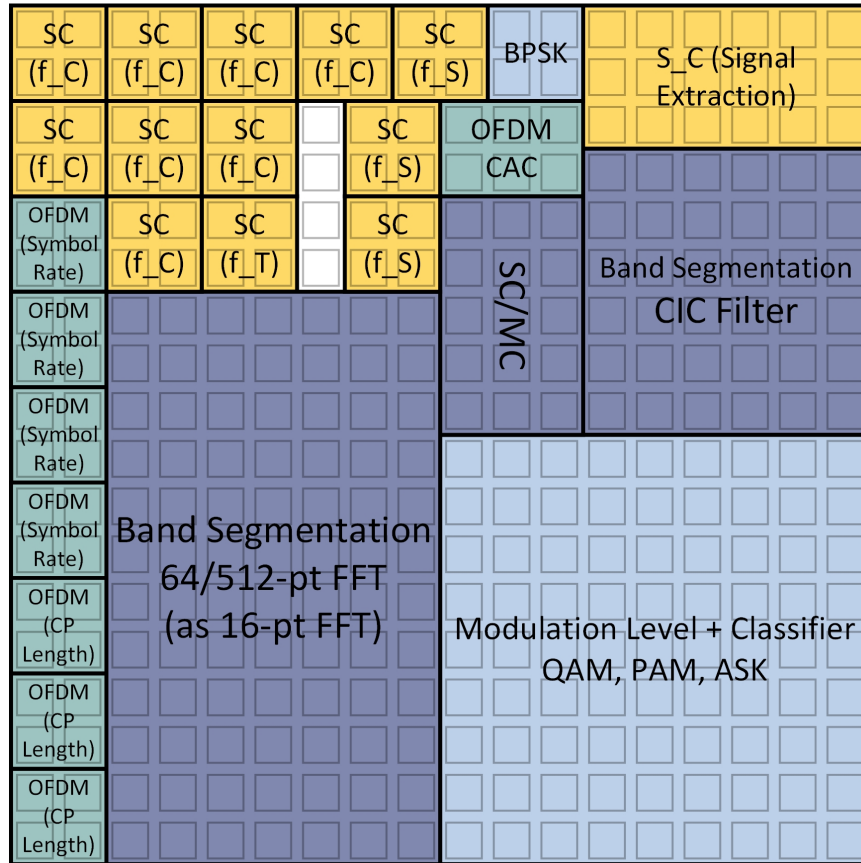 SC
(f_C)
SC
(f_C)
SC
(f_C)
SC
(f_C)
SC
(f_S)
BPSK
S_C (Signal
Extraction)
SC
(f_C)
SC
(f_C)
SC
(f_C)
SC
(f_S)
OFDM
CAC
OFDM
(Symbol
Rate)
SC
(f_C)
SC
(f_T)
SC
(f_S)
SC/MC
Band Segmentation
CIC Filter
OFDM
(Symbol
Rate)
OFDM
(Symbol
Rate)
OFDM
(Symbol
Rate)
Band Segmentation
64/512-pt FFT
(as 16-pt FFT)
OFDM
(CP
Length)
Modulation Level + Classifier
QAM, PAM, ASK
OFDM
(CP
Length)
OFDM
(CP
Length)